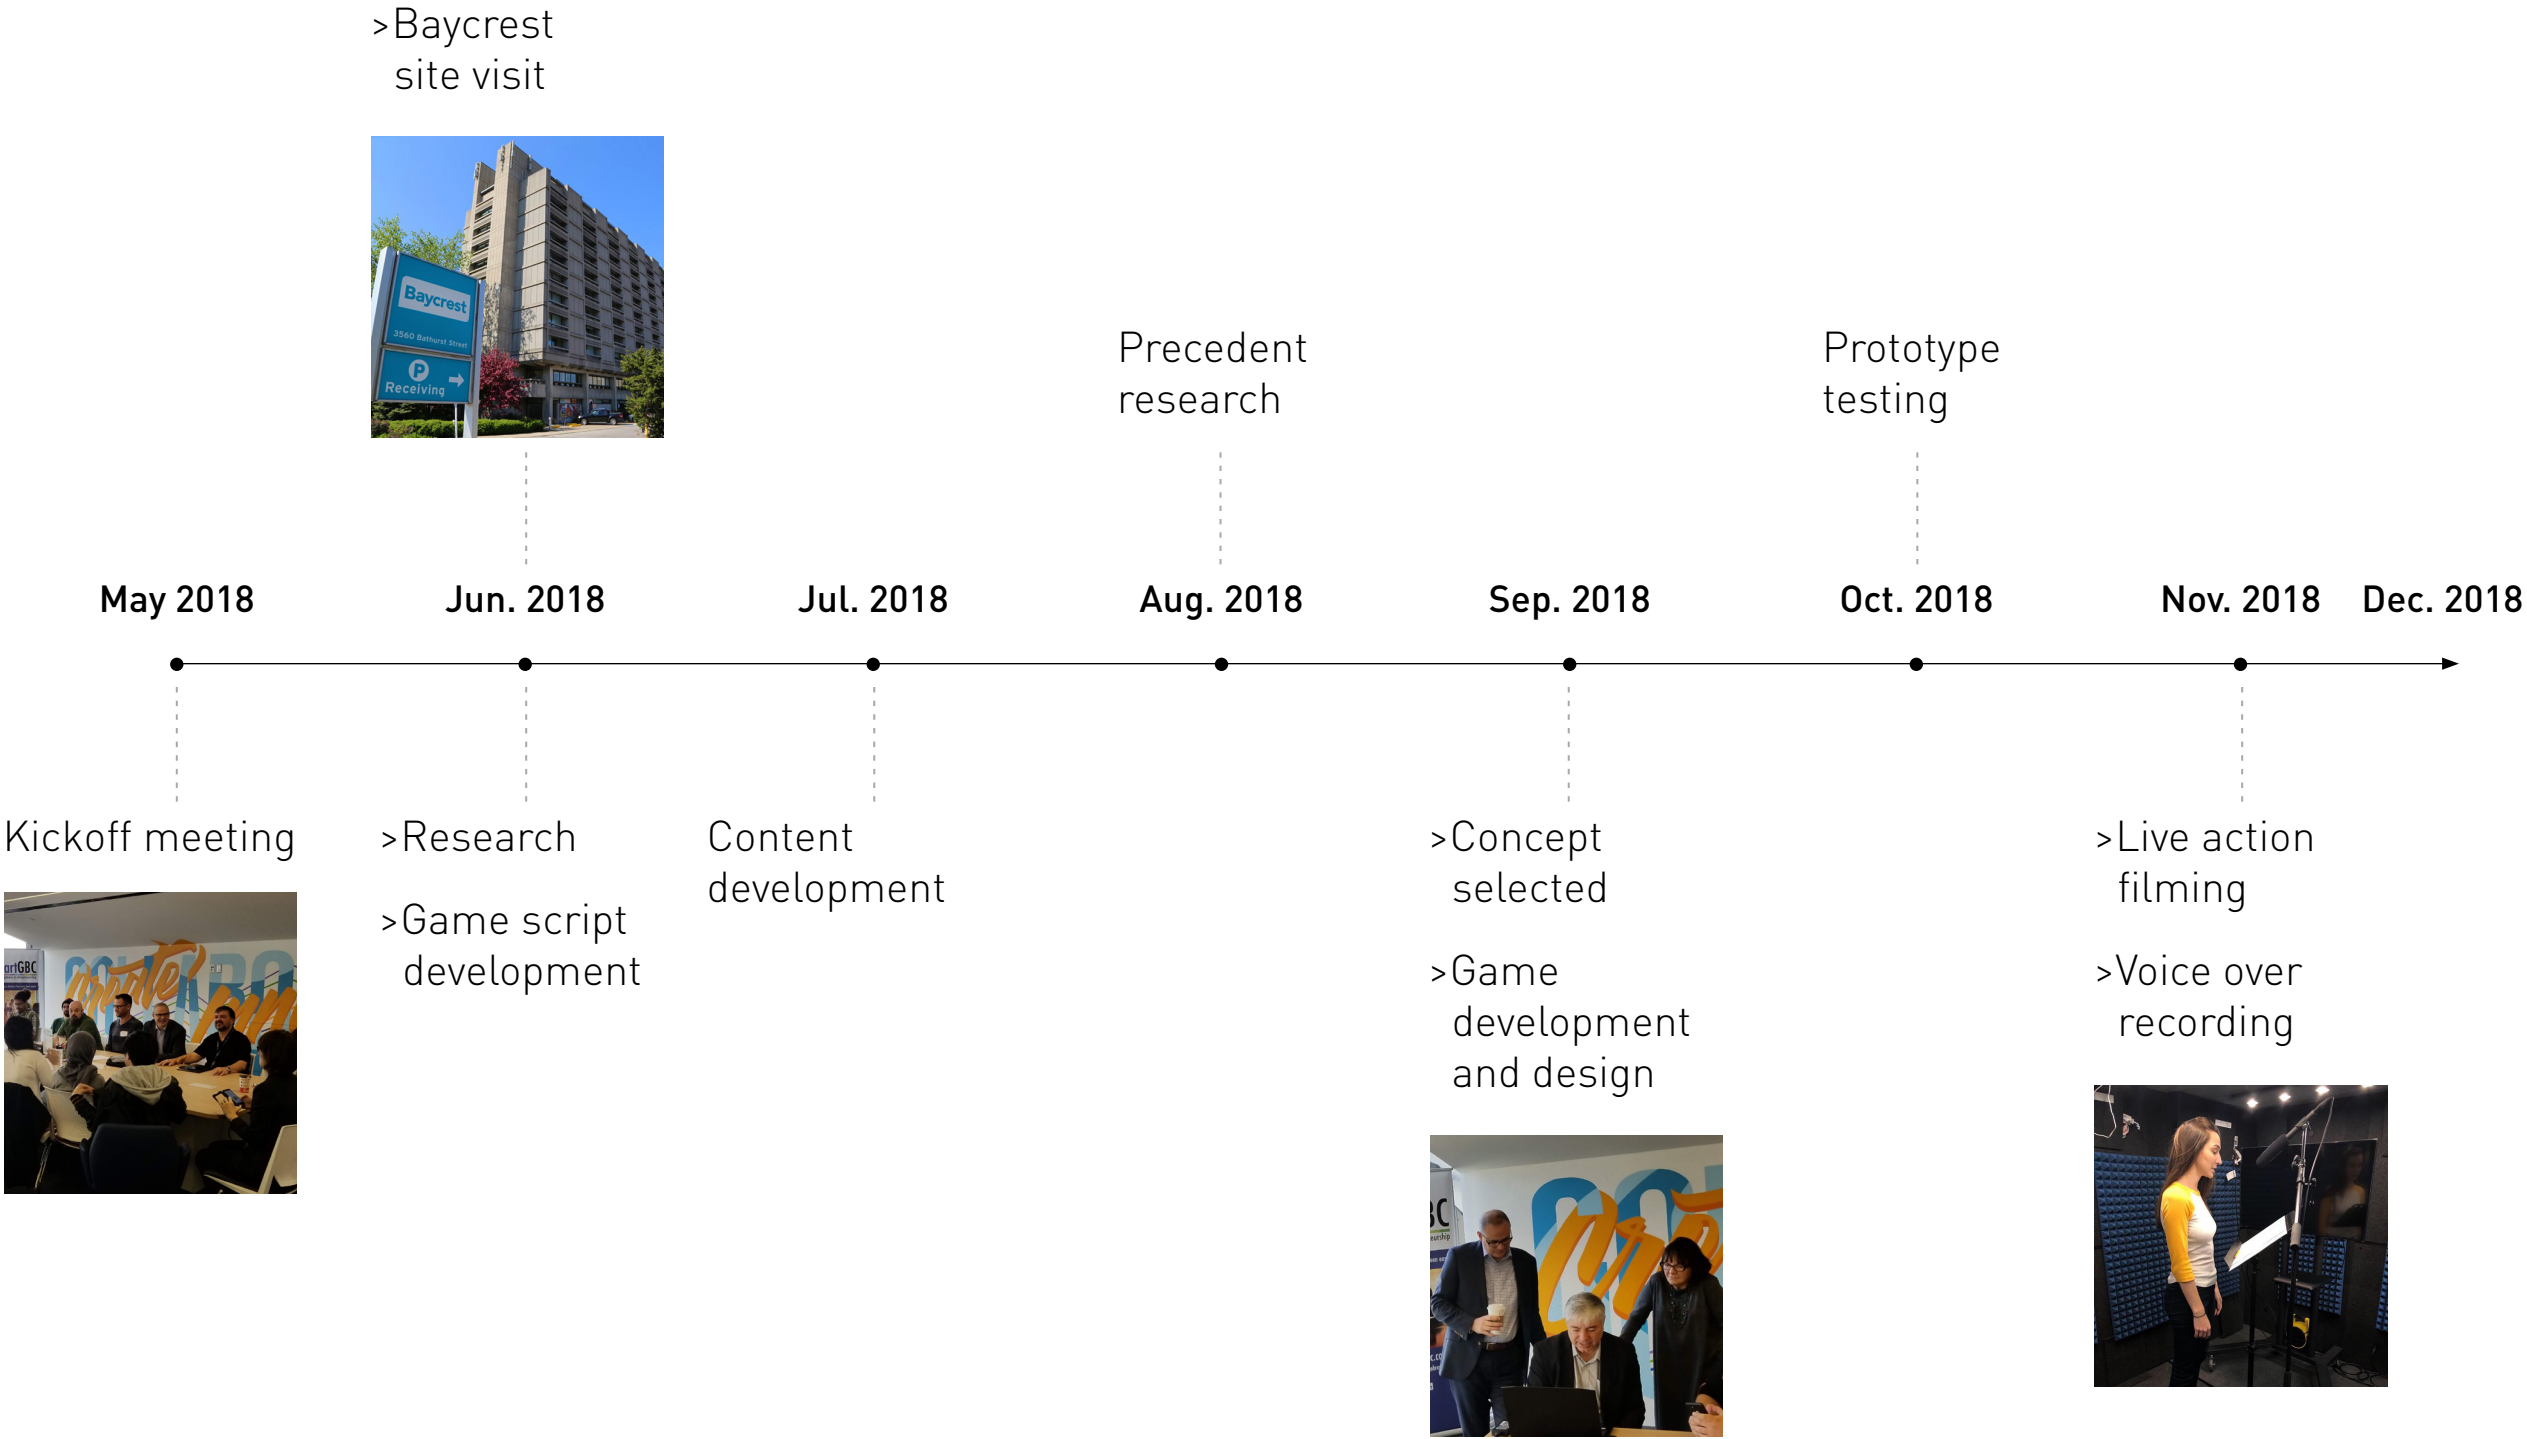 >Baycrest
site visit
Baycrest
3560 Bathurst Street
P
Receiving
Precedent
research
Prototype
testing
May 2018
Jun. 2018
Jul. 2018
Aug. 2018
Sep. 2018
Oct. 2018
Nov. 2018
Dec. 2018
Kickoff meeting
>Research
>Game script
development
Content
development
>Concept
selected
>Game
development
and design
>Live action
filming
>Voice over
recording
artGBC
create